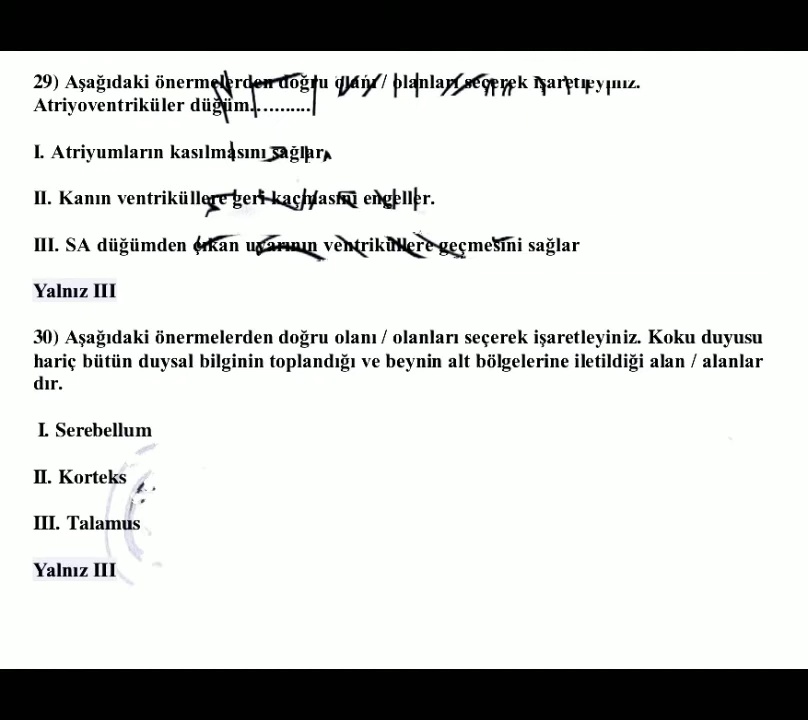 29) Aşağıdaki önermelerden doğru olanı / olanları seçerek işaretleyiniz.
Atriyoventriküler düğüm...........
I. Atriyumların kasılmasını sağlar
II. Kanın ventriküllere geri kaçmasını engeller.
III. SA düğümden çıkan uyarının ventriküllere geçmesini sağlar
Yalnız III
30) Aşağıdaki önermelerden doğru olanı / olanları seçerek işaretleyiniz. Koku duyusu
hariç bütün duysal bilginin toplandığı ve beynin alt bölgelerine iletildiği alan / alanlar
dır.
I. Serebellum
II. Korteks
III. Talamus
Yalnız III